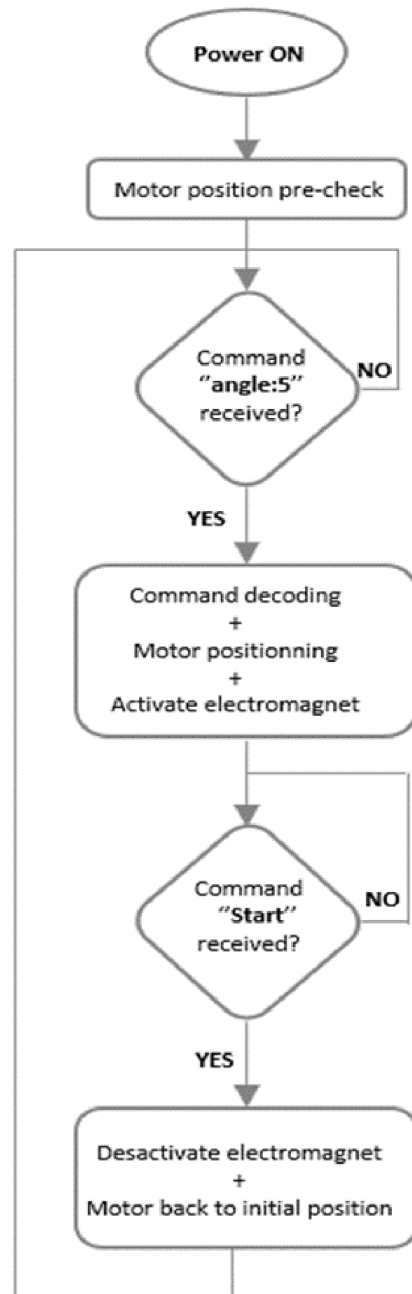 Power ON
Motor position pre-check
Command
“angle:5”
received?
NO
YES
Command decoding
+
Motor positionning
+
Activate electromagnet
Command
“Start”
received?
NO
YES
Desactivate electromagnet
+
Motor back to initial position